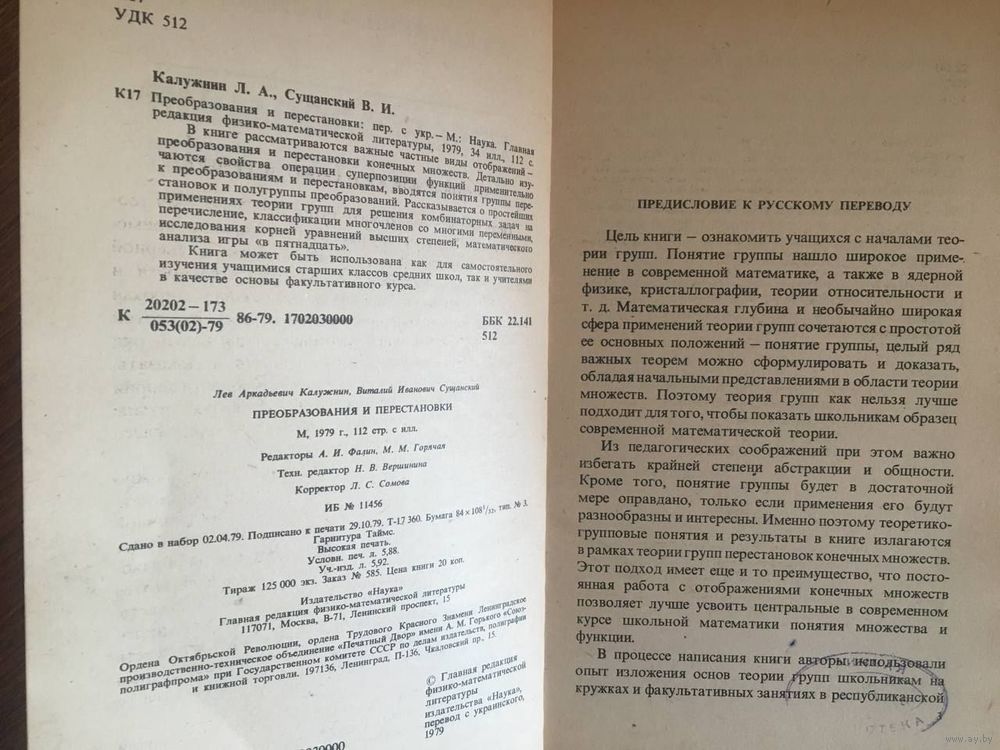 УДК 512
Калужнин Л. А., Сущанский В. И.
К17 Преобразования и перестановки: пер. с укр. – М.: Наука. Главная
редакция физико-математической литературы, 1979, 34 илл., 112 с.
В книге рассматриваются важные частные виды отображений –
преобразования и перестановки конечных множеств. Детально изу-
чаются свойства операции суперпозиции функций применительно
к преобразованиям и перестановкам, вводятся понятия группы пере-
становок и полугруппы преобразований. Рассказывается о простейших
применениях теории групп для решения комбинаторных задач на
перечисление, классификации многочленов со многими переменными,
исследования корней уравнений высших степеней, математического
анализа игры «в пятнадцать».
Книга может быть использована как для самостоятельного
изучения учащимися старших классов средних школ, так и учителями
в качестве основы факультативного курса.
К 20202 – 173
053(02)-79 86-79. 1702030000
ББК 22.141
512
Лев Аркадьевич Калужнин, Виталий Иванович Сущанский
ПРЕОБРАЗОВАНИЯ И ПЕРЕСТАНОВКИ
М, 1979 г., 112 стр. с илл.
Редакторы А. И. Фалин, М. М. Горячая
Техн. редактор Н. В. Вершинина
Корректор Л. С. Сомова
ИБ № 11456
Сдано в набор 02.04.79. Подписано к печати 29.10.79. Т-17 360. Бумага 84 × 108 1/32, тип. № 3.
Гарнитура Таймс.
Высокая печать.
Условн. печ. л. 5,88.
Уч.-изд. л. 5,92.
Тираж 125 000 экз. Заказ № 585. Цена книги 20 коп.
Издательство «Наука»
Главная редакция физико-математической литературы
117071, Москва, В-71, Ленинский проспект, 15
Ордена Октябрьской Революции, ордена Трудового Красного Знамени Ленинградское
производственно-техническое объединение «Печатный Двор» имени А. М. Горького «Союз-
полиграфпрома» при Государственном комитете СССР по делам издательств, полиграфии
и книжной торговли. 197136, Ленинград, П-136, Чкаловский пр., 15.
© Главная редакция
физико-математической
литературы
издательства «Наука»,
перевод с украинского,
1979
ПРЕДИСЛОВИЕ К РУССКОМУ ПЕРЕВОДУ
Цель книги – ознакомить учащихся с началами тео-
рии групп. Понятие группы нашло широкое приме-
нение в современной математике, а также в ядерной
физике, кристаллографии, теории относительности и
т. д. Математическая глубина и необычайно широкая
сфера применений теории групп сочетаются с простотой
ее основных положений – понятие группы, целый ряд
важных теорем можно сформулировать и доказать,
обладая начальными представлениями в области теории
множеств. Поэтому теория групп как нельзя лучше
подходит для того, чтобы показать школьникам образец
современной математической теории.
Из педагогических соображений при этом важно
избегать крайней степени абстракции и общности.
Кроме того, понятие группы будет в достаточной
мере оправдано, только если применения его будут
разнообразны и интересны. Именно поэтому теоретико-
групповые понятия и результаты в книге излагаются
в рамках теории групп перестановок конечных множеств.
Этот подход имеет еще и то преимущество, что посто-
янная работа с отображениями конечных множеств
позволяет лучше усвоить центральные в современном
курсе школьной математики понятия множества и
функции.
В процессе написания книги авторы использовали
опыт изложения основ теории групп школьникам на
кружках и факультативных занятиях в республиканской
3
www.ay.by